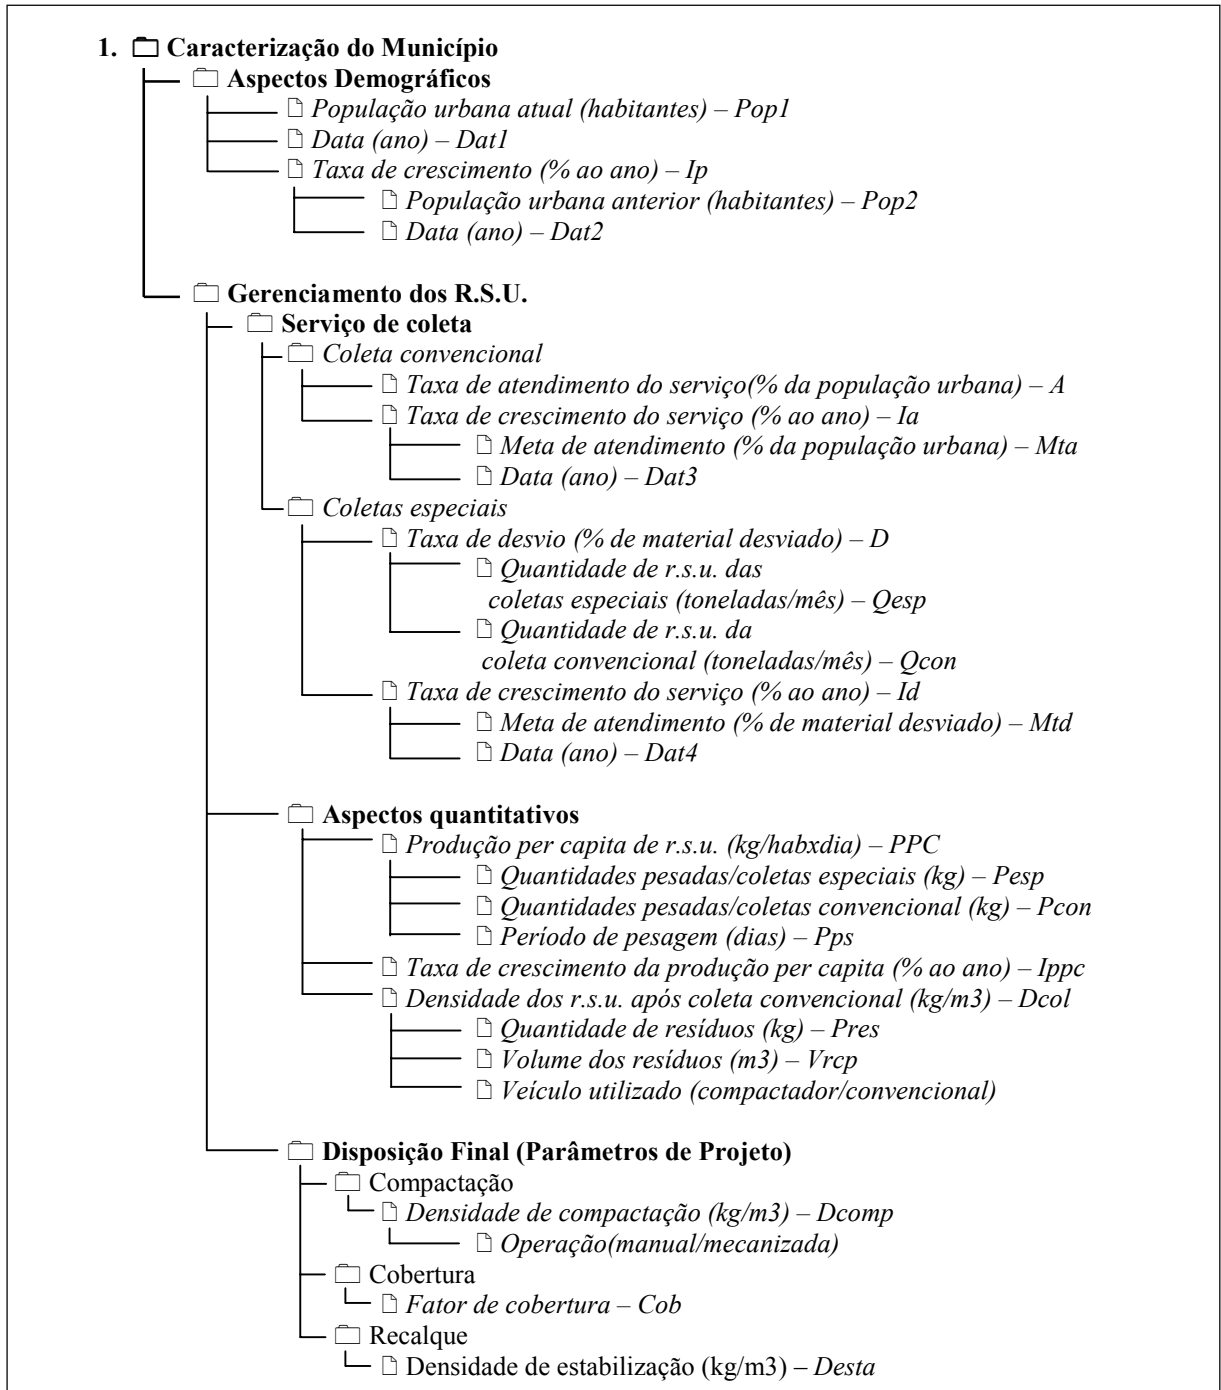 1. Caracterização do Município
Aspectos Demográficos
População urbana atual (habitantes) – Pop1
Data (ano) – Dat1
Taxa de crescimento (% ao ano) – Ip
População urbana anterior (habitantes) – Pop2
Data (ano) – Dat2
Gerenciamento dos R.S.U.
Serviço de coleta
Coleta convencional
Taxa de atendimento do serviço(% da população urbana) – A
Taxa de crescimento do serviço (% ao ano) – Ia
Meta de atendimento (% da população urbana) – Mta
Data (ano) – Dat3
Coletas especiais
Taxa de desvio (% de material desviado) – D
Quantidade de r.s.u. das
coletas especiais (toneladas/mês) – Qesp
Quantidade de r.s.u. da
coleta convencional (toneladas/mês) – Qcon
Taxa de crescimento do serviço (% ao ano) – Id
Meta de atendimento (% de material desviado) – Mtd
Data (ano) – Dat4
Aspectos quantitativos
Produção per capita de r.s.u. (kg/habxdia) – PPC
Quantidades pesadas/coletas especiais (kg) – Pesp
Quantidades pesadas/coletas convencional (kg) – Pcon
Período de pesagem (dias) – Pps
Taxa de crescimento da produção per capita (% ao ano) – Ippc
Densidade dos r.s.u. após coleta convencional (kg/m3) – Dcol
Quantidade de resíduos (kg) – Pres
Volume dos resíduos (m3) – Vrcp
Veículo utilizado (compactador/convencional)
Disposição Final (Parâmetros de Projeto)
Compactação
Densidade de compactação (kg/m3) – Dcomp
Operação(manual/mecanizada)
Cobertura
Fator de cobertura – Cob
Recalque
Densidade de estabilização (kg/m3) – Desta